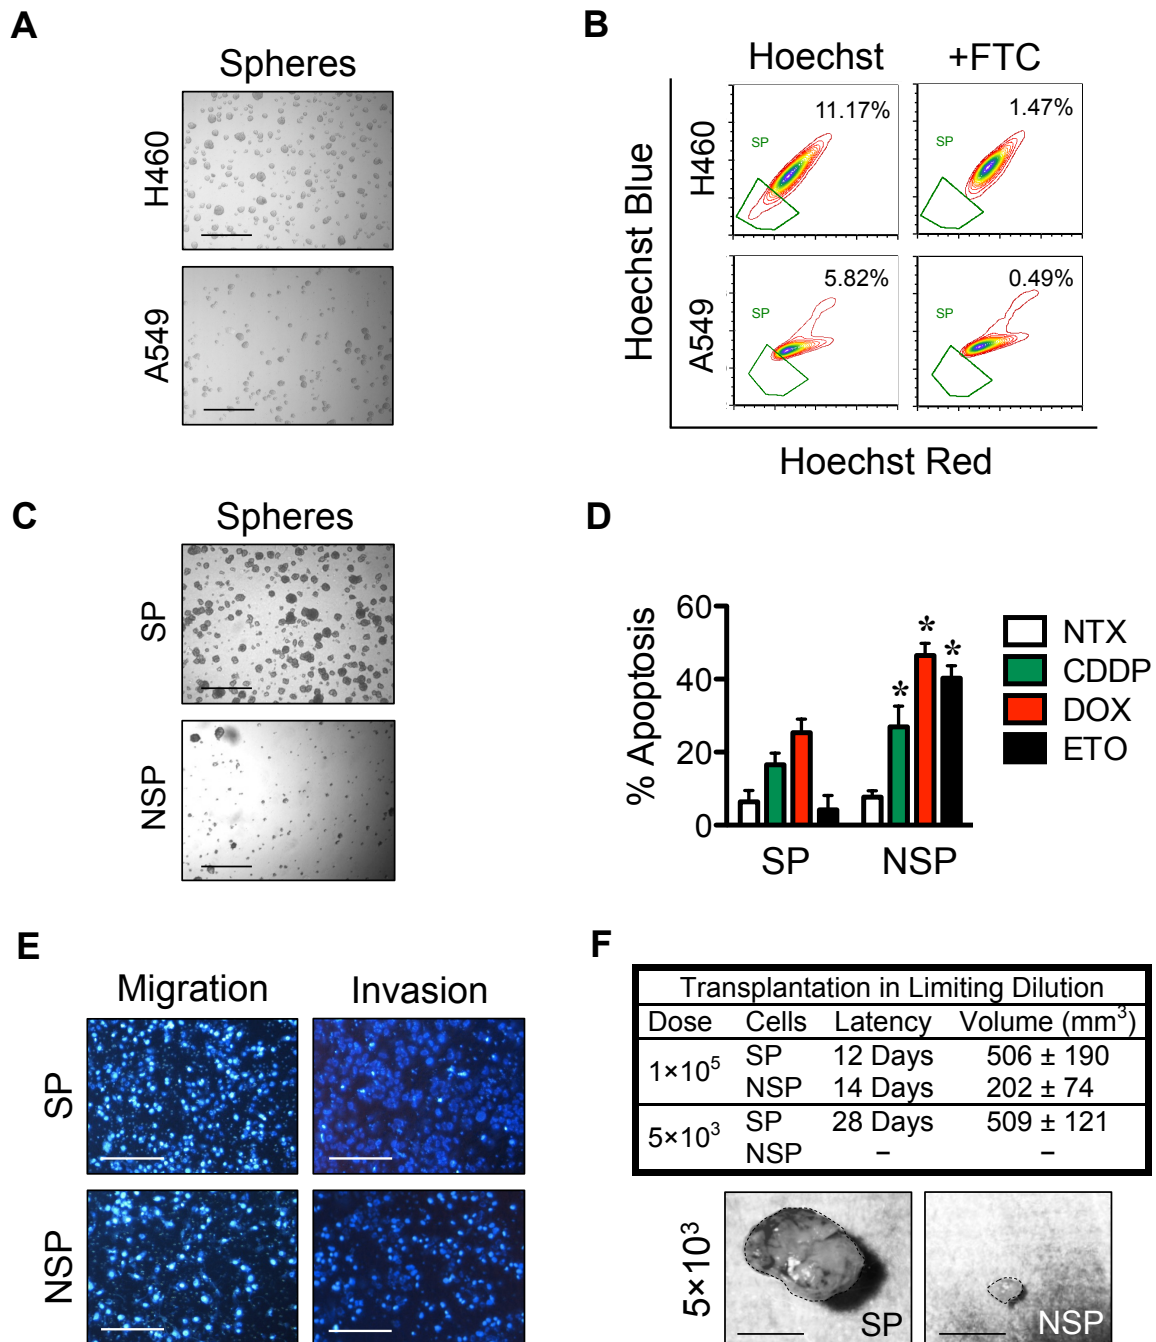 A
Spheres
H460
A549
B
Hoechst +FTC
Hoechst Blue
H460
SP
11.17%
SP
1.47%
A549
SP
5.82%
SP
0.49%
Hoechst Red
C
Spheres
SP
NSP
D
% Apoptosis
60
40
20
0
* * *
SP NSP
NTX
CDDP
DOX
ETO
E
Migration Invasion
SP
NSP
F
Transplantation in Limiting Dilution
Dose Cells Latency Volume (mm³)
1×10⁵ SP 12 Days 506 ± 190
NSP 14 Days 202 ± 74
5×10³ SP 28 Days 509 ± 121
NSP – –
5×10³
SP
NSP